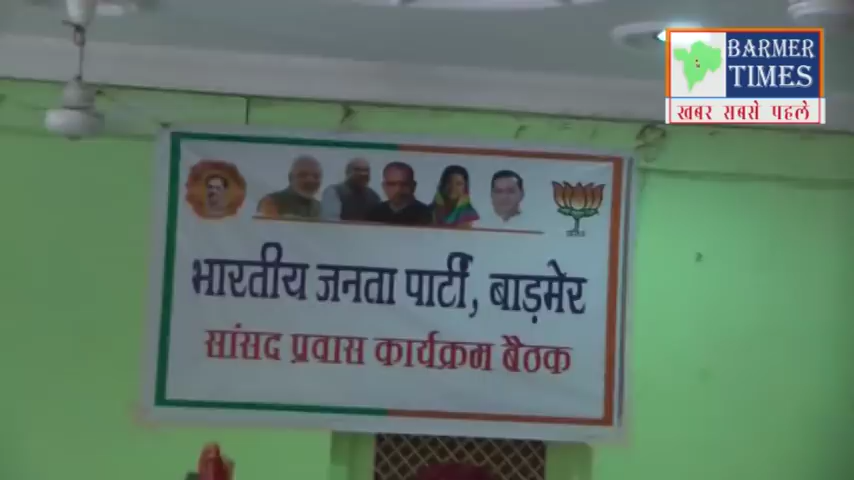 BARMER
TIMES
खबर सबसे पहले
भारतीय जनता पार्टी, बाड़मेर
सांसद प्रवास कार्यक्रम बैठक